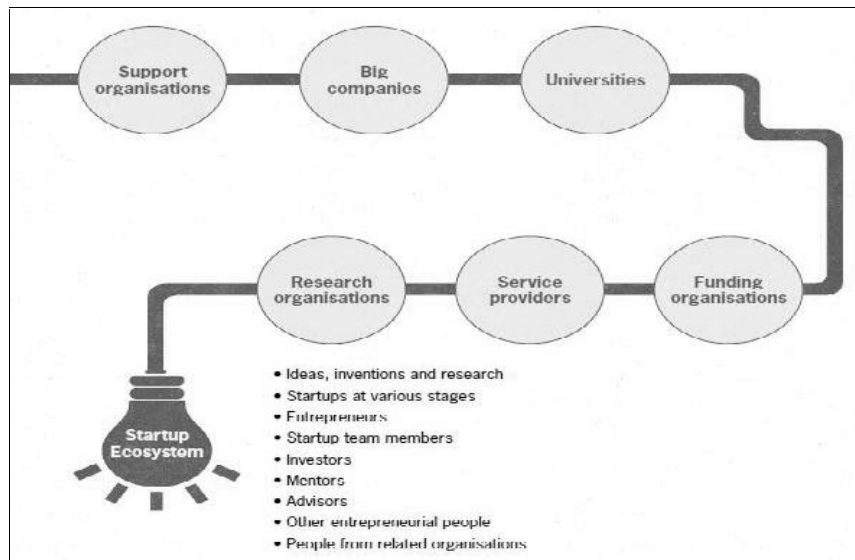 Support
organisations
Big
companies
Universities
Research
organisations
Service
providers
Funding
organisations
Startup
Ecosystem
• Ideas, inventions and research
• Startups at various stages
• Entrepreneurs
• Startup team members
• Investors
• Mentors
• Advisors
• Other entrepreneurial people
• People from related organisations